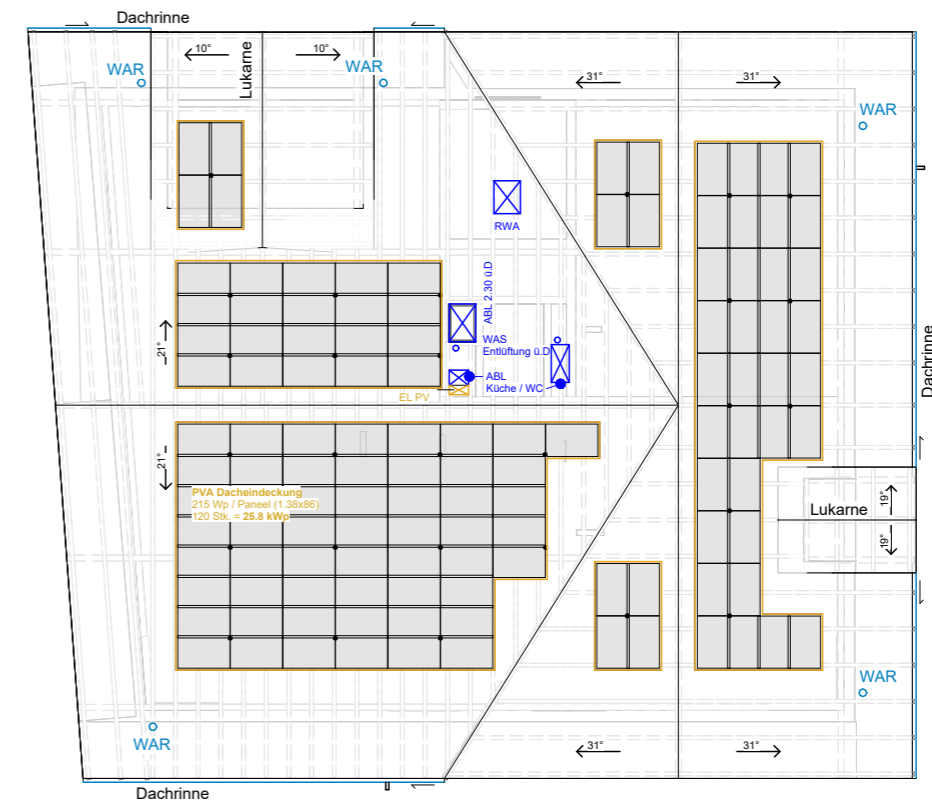 Dachrinne
10°
10°
Lukarne
WAR
WAR
31°
31°
WAR
RWA
ABL 2.30 ü.D
WAS
Entlüftung ü.D
21°
ABL
Küche / WC
EL PV
Dachrinne
21°
PVA Dacheindeckung
215 Wp / Paneel (1.38x86)
120 Stk. = 25.8 kWp
Lukarne
19°
19°
WAR
WAR
31°
31°
Dachrinne